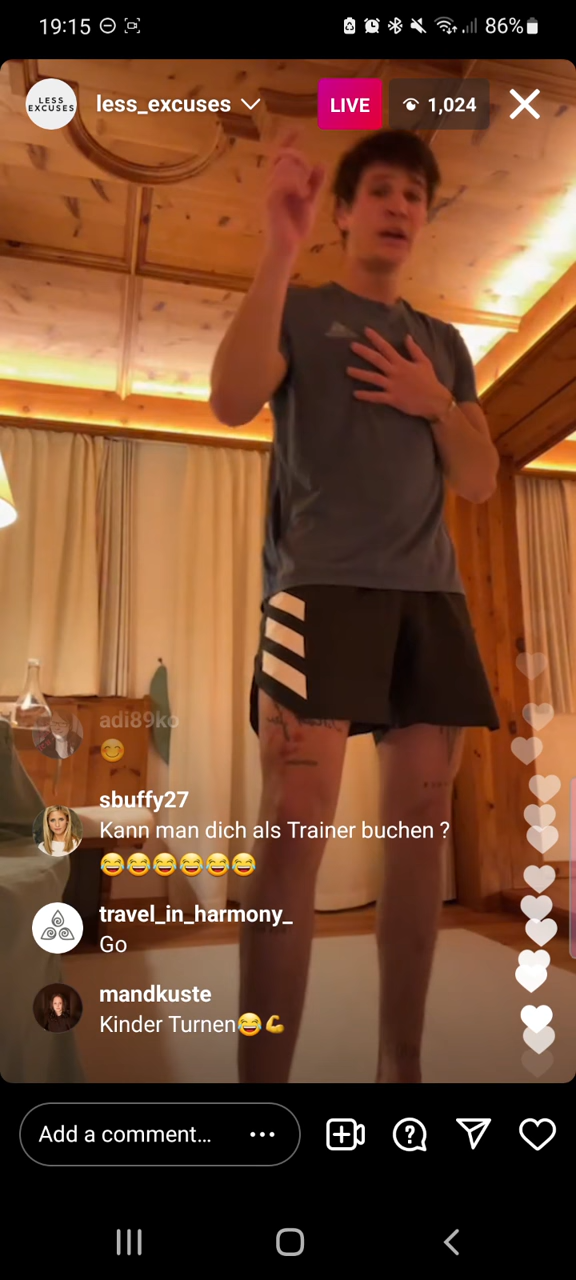 19:15
86%
LESS
EXCUSES
less_excuses
LIVE
1,024
adi89ko
😊
sbuffy27
Kann man dich als Trainer buchen ?
😂😂😂😂😂😂
travel_in_harmony_
Go
mandkuste
Kinder Turnen😂💪
Add a comment...